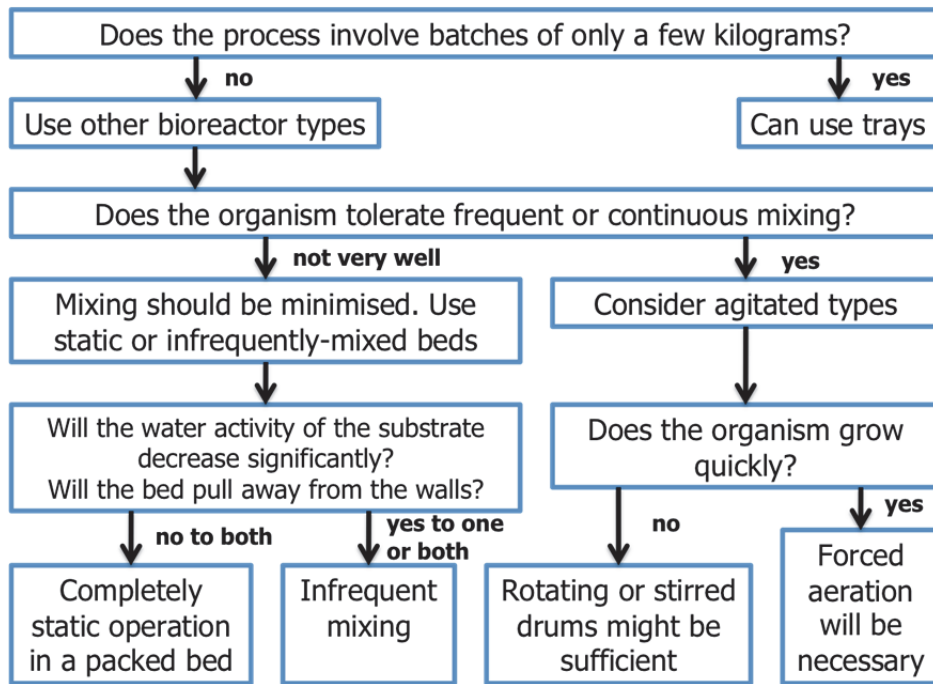 Does the process involve batches of only a few kilograms?
no
yes
Use other bioreactor types
Can use trays
Does the organism tolerate frequent or continuous mixing?
not very well
yes
Mixing should be minimised. Use
static or infrequently-mixed beds
Consider agitated types
Will the water activity of the substrate
decrease significantly?
Will the bed pull away from the walls?
Does the organism grow
quickly?
no to both
yes to one
or both
no
yes
Completely
static operation
in a packed bed
Infrequent
mixing
Rotating or stirred
drums might be
sufficient
Forced
aeration
will be
necessary